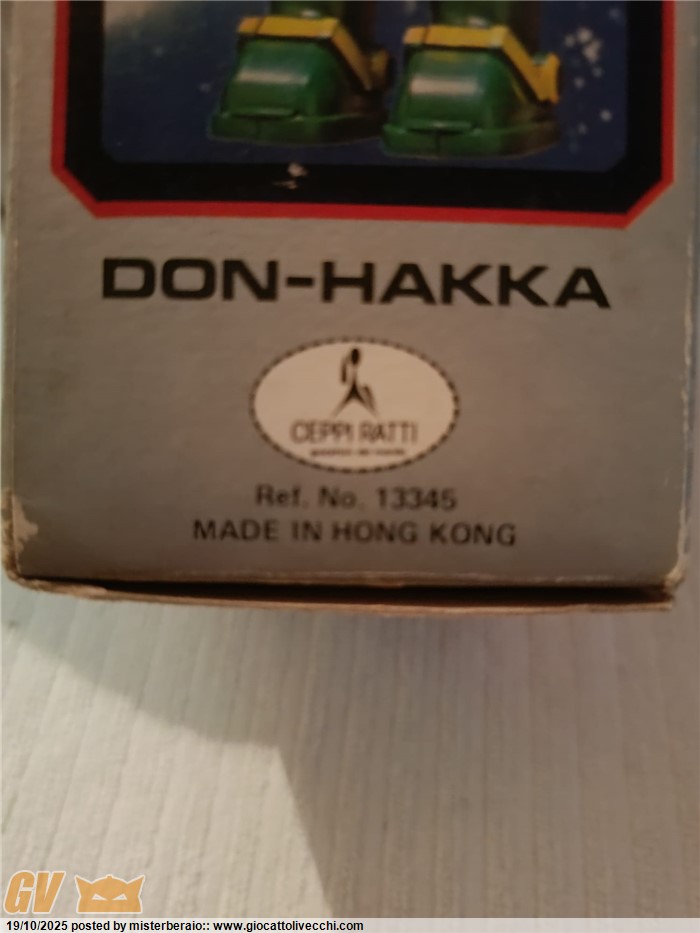 DON-HAKKA
CEPPI RATTI
Ref. No. 13345
MADE IN HONG KONG
GV
19/10/2025 posted by misterberaio:: www.giocattolivecchi.com